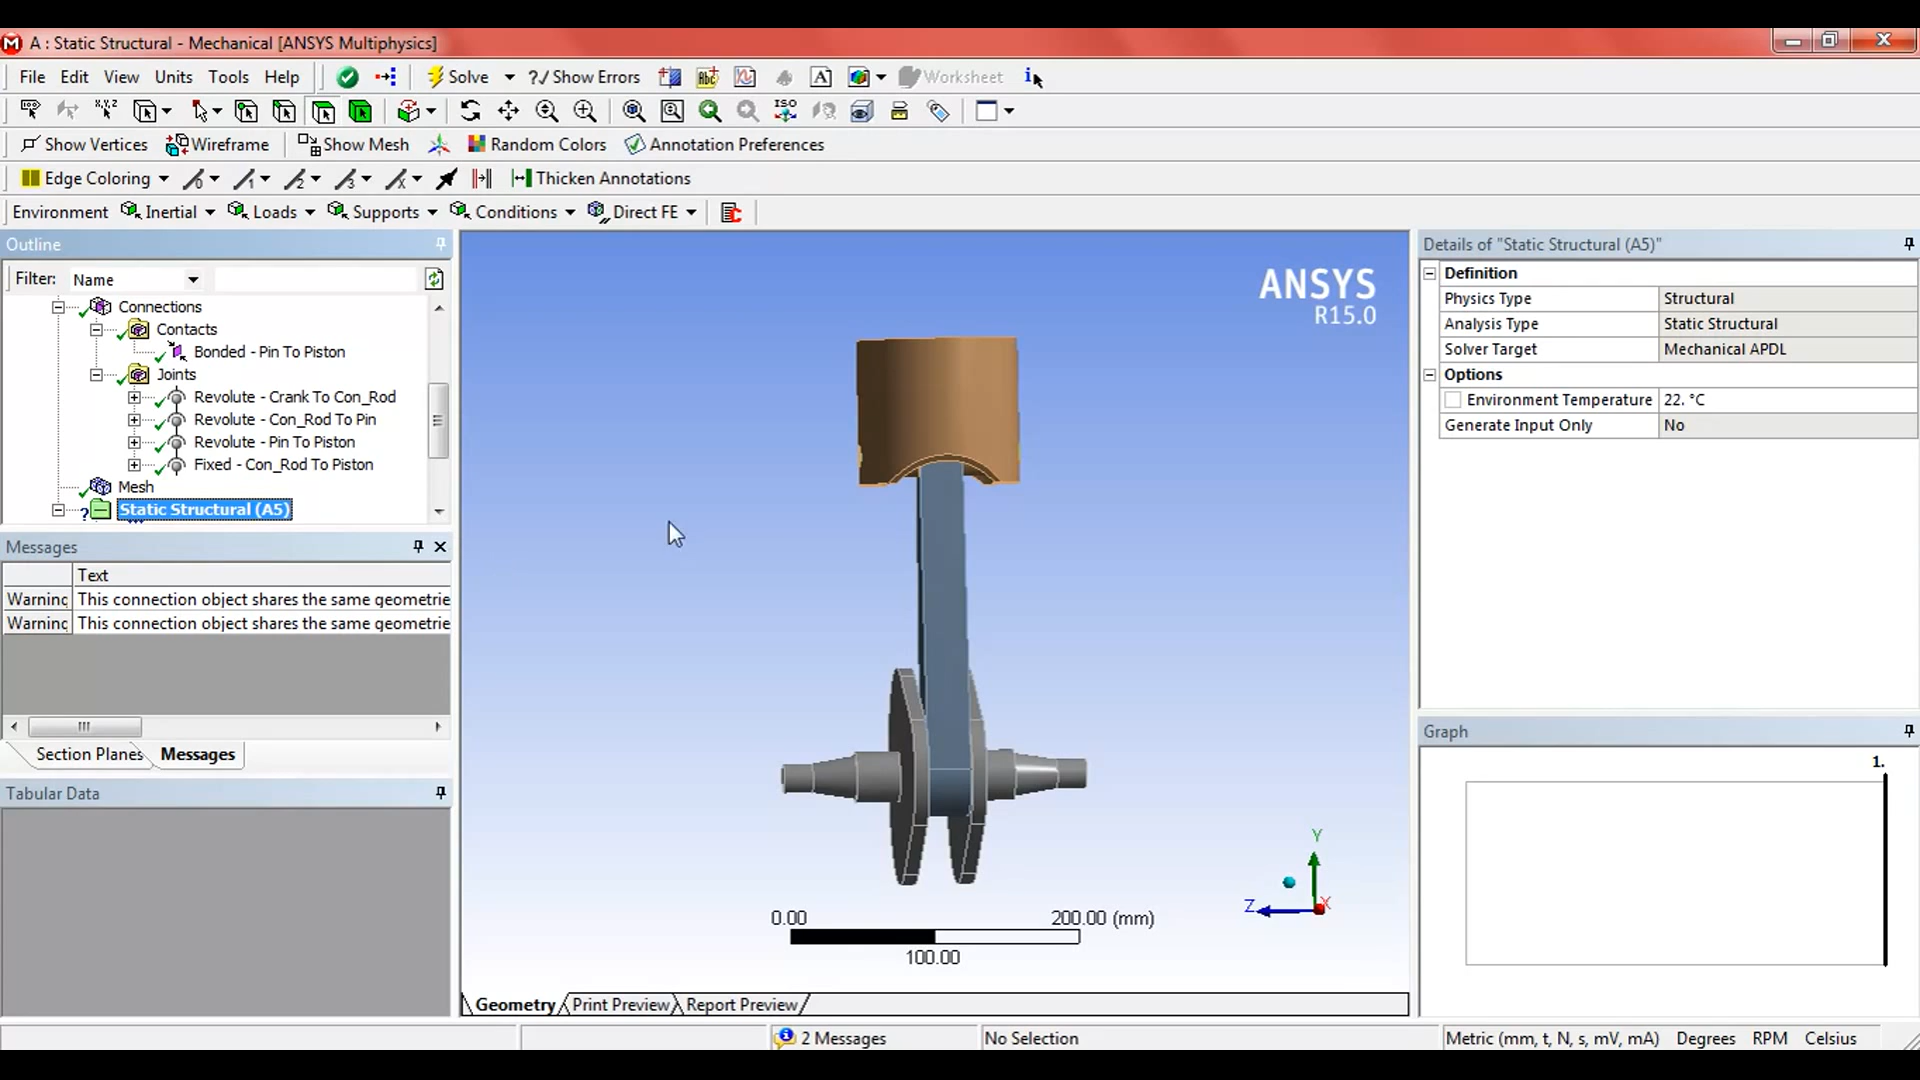 A : Static Structural - Mechanical [ANSYS Multiphysics]
File Edit View Units Tools Help Solve ?/ Show Errors Worksheet
ISO
Show Vertices Wireframe Show Mesh Random Colors Annotation Preferences
Edge Coloring Thicken Annotations
Environment Inertial Loads Supports Conditions Direct FE
Outline
Filter: Name
Connections
Contacts
Bonded - Pin To Piston
Joints
Revolute - Crank To Con_Rod
Revolute - Con_Rod To Pin
Revolute - Pin To Piston
Fixed - Con_Rod To Piston
Mesh
Static Structural (A5)
Messages
Text
Warning This connection object shares the same geometrie
Warning This connection object shares the same geometrie
Section Planes Messages
Tabular Data
ANSYS
R15.0
Y
Z X
0.00 200.00 (mm)
100.00
Geometry Print Preview Report Preview
Details of "Static Structural (A5)"
Definition
Physics Type Structural
Analysis Type Static Structural
Solver Target Mechanical APDL
Options
Environment Temperature 22. °C
Generate Input Only No
Graph
1.
2 Messages No Selection Metric (mm, t, N, s, mV, mA) Degrees RPM Celsius